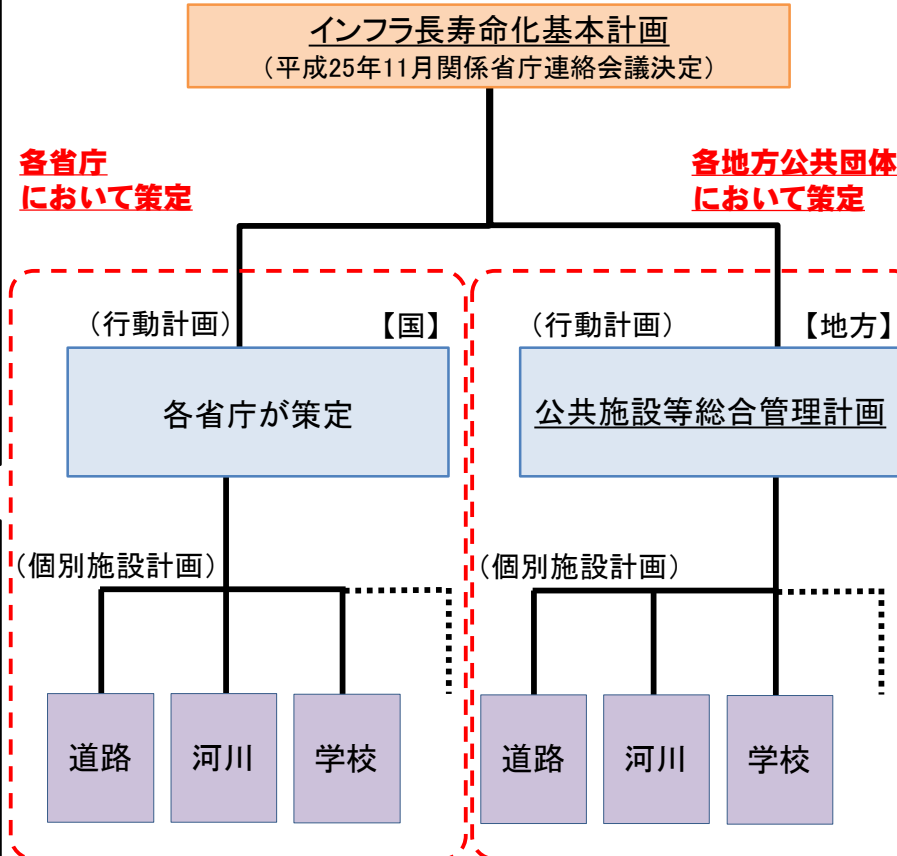 インフラ長寿命化基本計画
（平成25年11月関係省庁連絡会議決定）
各省庁
において策定
各地方公共団体
において策定
（行動計画）
【国】
（行動計画）
【地方】
各省庁が策定
公共施設等総合管理計画
（個別施設計画）
（個別施設計画）
道路
河川
学校
道路
河川
学校